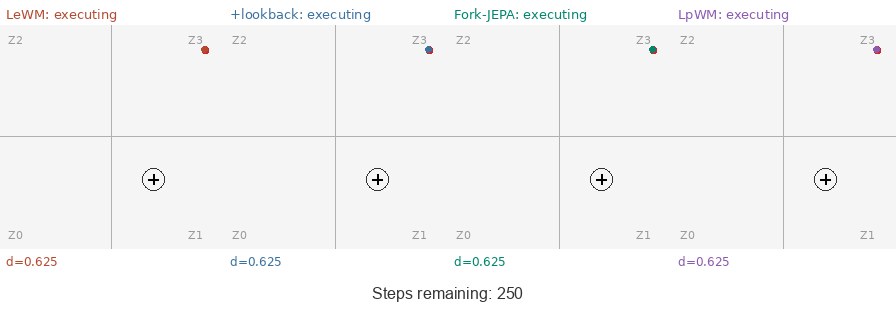 LeWM: executing +lookback: executing Fork-JEPA: executing LpWM: executing
Z2 Z3 Z2 Z3 Z2 Z3 Z2 Z3
Z0 Z1 Z0 Z1 Z0 Z1 Z0 Z1
d=0.625 d=0.625 d=0.625 d=0.625
Steps remaining: 250